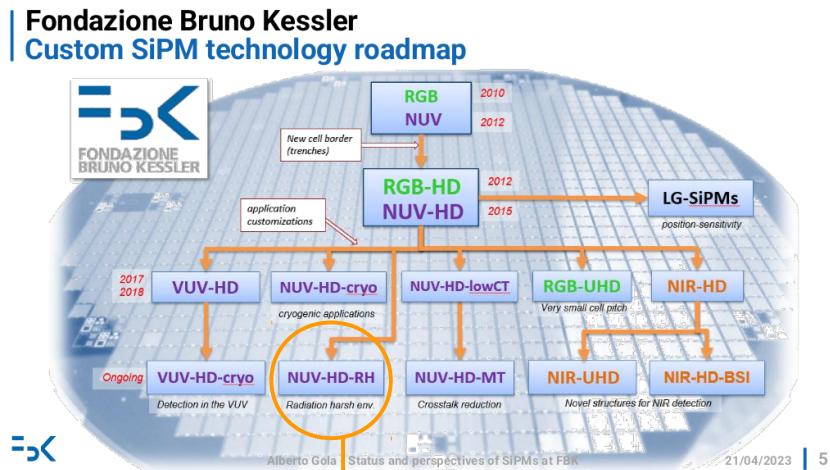 Fondazione Bruno Kessler
Custom SiPM technology roadmap
FBK
FONDAZIONE
BRUNO KESSLER
RGB
NUV
2010
2012
New cell border
(trenches)
RGB-HD
NUV-HD
2012
2015
LG-SiPMs
position-sensitivity
application
customizations
2017
2018
VUV-HD
NUV-HD-cryo
NUV-HD-lowCT
RGB-UHD
NIR-HD
cryogenic applications
Very small cell pitch
Ongoing
VUV-HD-cryo
NUV-HD-RH
NUV-HD-MT
NIR-UHD
NIR-HD-BSI
Detection in the VUV
Radiation harsh env.
Crosstalk reduction
Novel structures for NIR detection
FBK
Alberto Gola - Status and perspectives of SiPMs at FBK
21/04/2023
5